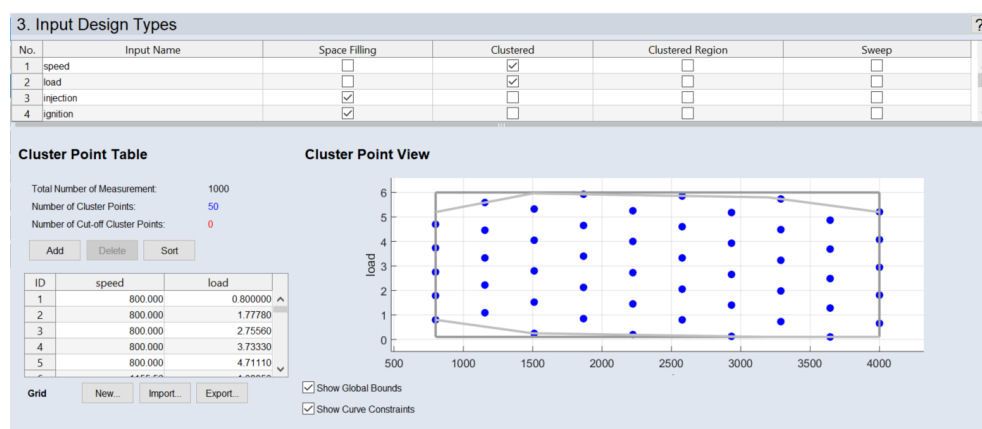 3. Input Design Types ?
No. Input Name Space Filling Clustered Clustered Region Sweep
1 speed
2 load
3 injection
4 ignition
Cluster Point Table
Total Number of Measurement: 1000
Number of Cluster Points: 50
Number of Cut-off Cluster Points: 0
Add Delete Sort
ID speed load
1 800.000 0.800000
2 800.000 1.77780
3 800.000 2.75560
4 800.000 3.73330
5 800.000 4.71110
Grid New... Import... Export...
Cluster Point View
6
5
4
3
2
1
0
load
500 1000 1500 2000 2500 3000 3500 4000
Show Global Bounds
Show Curve Constraints